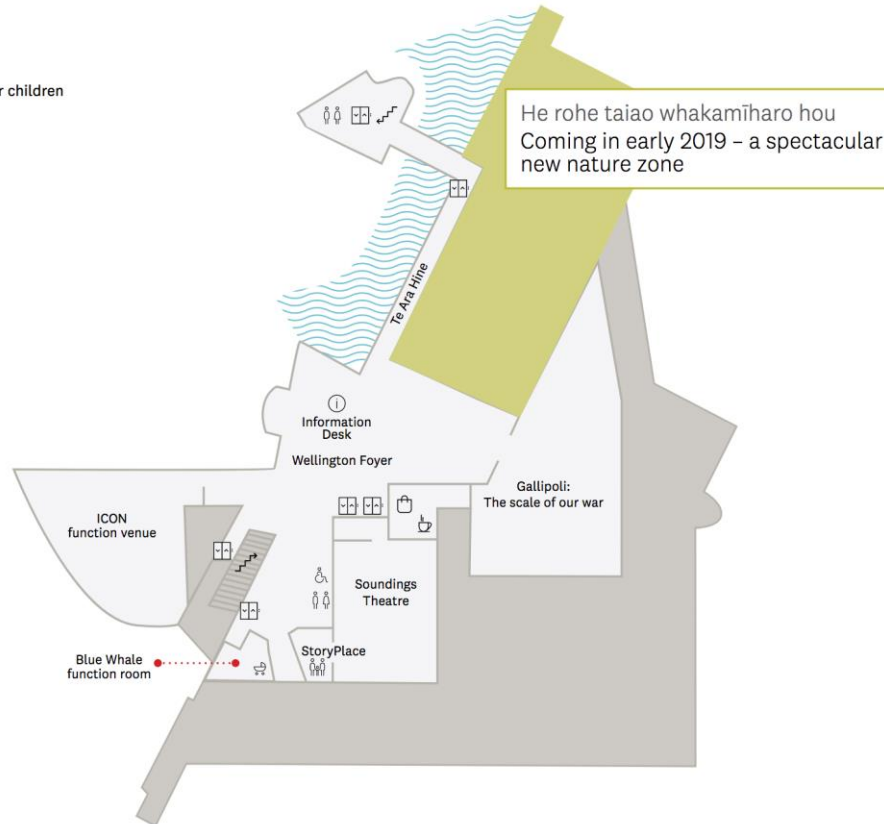 r children
He rohe taiao whakamīharo hou
Coming in early 2019 – a spectacular
new nature zone
Te Ara Hine
Information
Desk
Wellington Foyer
ICON
function venue
Gallipoli:
The scale of our war
Soundings
Theatre
StoryPlace
Blue Whale
function room